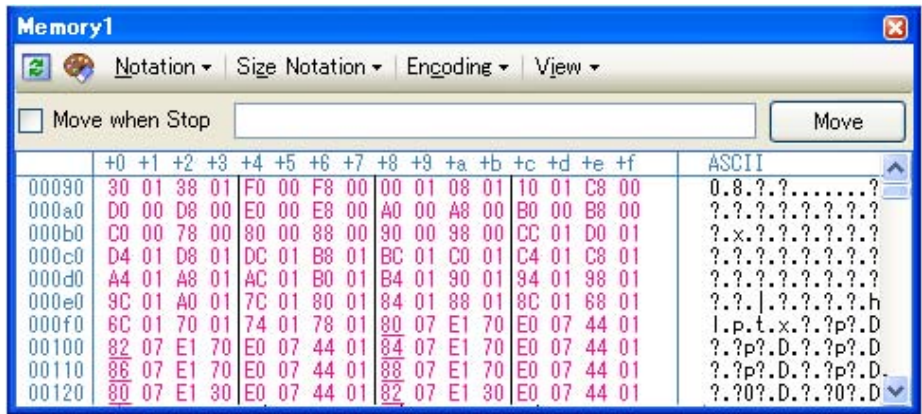 Memory1
Notation Size Notation Encoding View
Move when Stop Move
+0 +1 +2 +3 +4 +5 +6 +7 +8 +9 +a +b +c +d +e +f ASCII
00090 30 01 38 01 F0 00 F8 00 00 01 08 01 10 01 C8 00 0.8.?.?.......?
000a0 D0 00 D8 00 E0 00 E8 00 A0 00 A8 00 B0 00 B8 00 ?.?.?.?.?.?.?.?
000b0 C0 00 78 00 80 00 88 00 90 00 98 00 CC 01 D0 01 ?.x.?.?.?.?.?.?
000c0 D4 01 D8 01 DC 01 B8 01 BC 01 C0 01 C4 01 C8 01 ?.?.?.?.?.?.?.?
000d0 A4 01 A8 01 AC 01 B0 01 B4 01 90 01 94 01 98 01 ?.?.?.?.?.?.?.?
000e0 9C 01 A0 01 7C 01 80 01 84 01 88 01 8C 01 68 01 ?.?.|.?.?.?.?.h
000f0 6C 01 70 01 74 01 78 01 80 07 E1 70 E0 07 44 01 l.p.t.x.?.?p?.D
00100 82 07 E1 70 E0 07 44 01 84 07 E1 70 E0 07 44 01 ?.?p?.D.?.?p?.D
00110 86 07 E1 70 E0 07 44 01 88 07 E1 70 E0 07 44 01 ?.?p?.D.?.?p?.D.
00120 80 07 E1 30 E0 07 44 01 82 07 E1 30 E0 07 44 01 ?.?0?.D.?.?0?.D